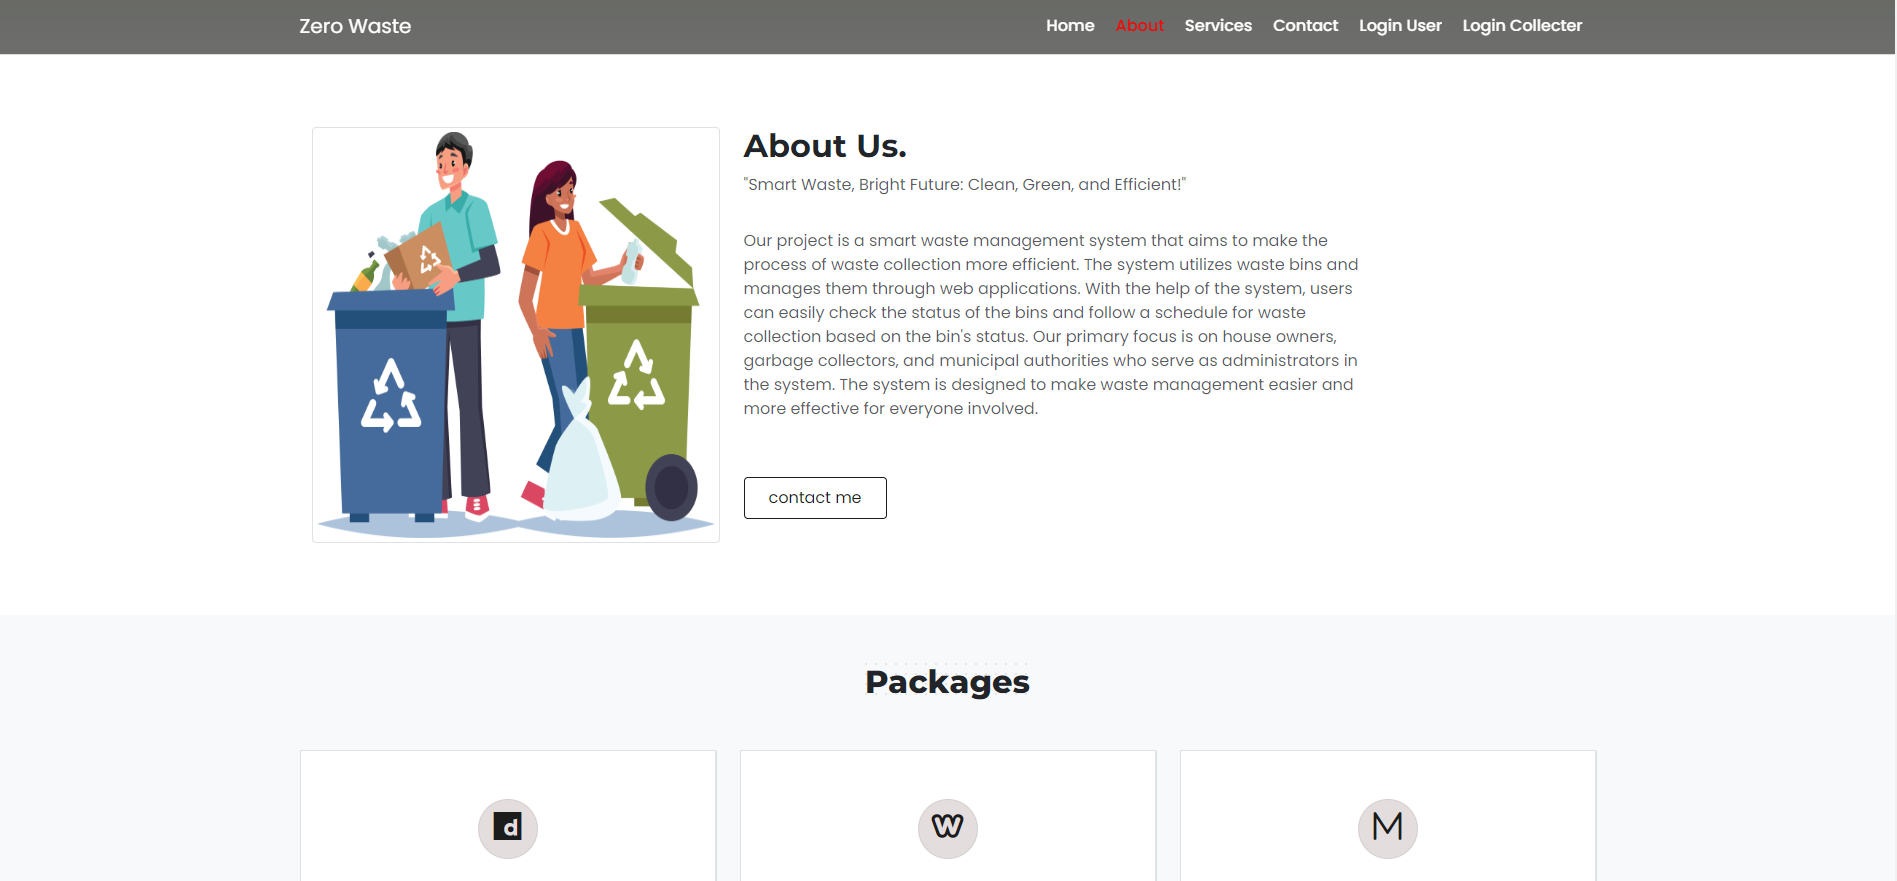 Zero Waste
Home About Services Contact Login User Login Collecter
About Us.
"Smart Waste, Bright Future: Clean, Green, and Efficient!"
Our project is a smart waste management system that aims to make the
process of waste collection more efficient. The system utilizes waste bins and
manages them through web applications. With the help of the system, users
can easily check the status of the bins and follow a schedule for waste
collection based on the bin's status. Our primary focus is on house owners,
garbage collectors, and municipal authorities who serve as administrators in
the system. The system is designed to make waste management easier and
more effective for everyone involved.
contact me
Packages
d
W
M